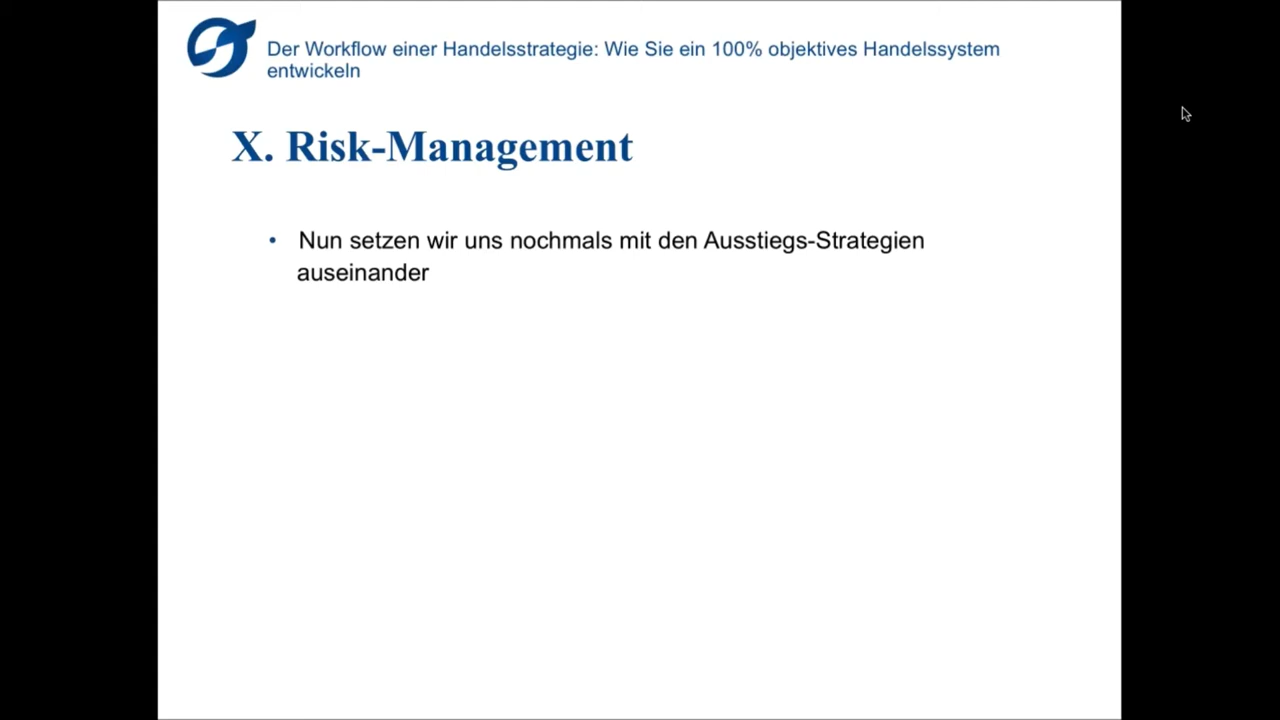 Der Workflow einer Handelsstrategie: Wie Sie ein 100% objektives Handelssystem
entwickeln
X. Risk-Management
• Nun setzen wir uns nochmals mit den Ausstiegs-Strategien
auseinander